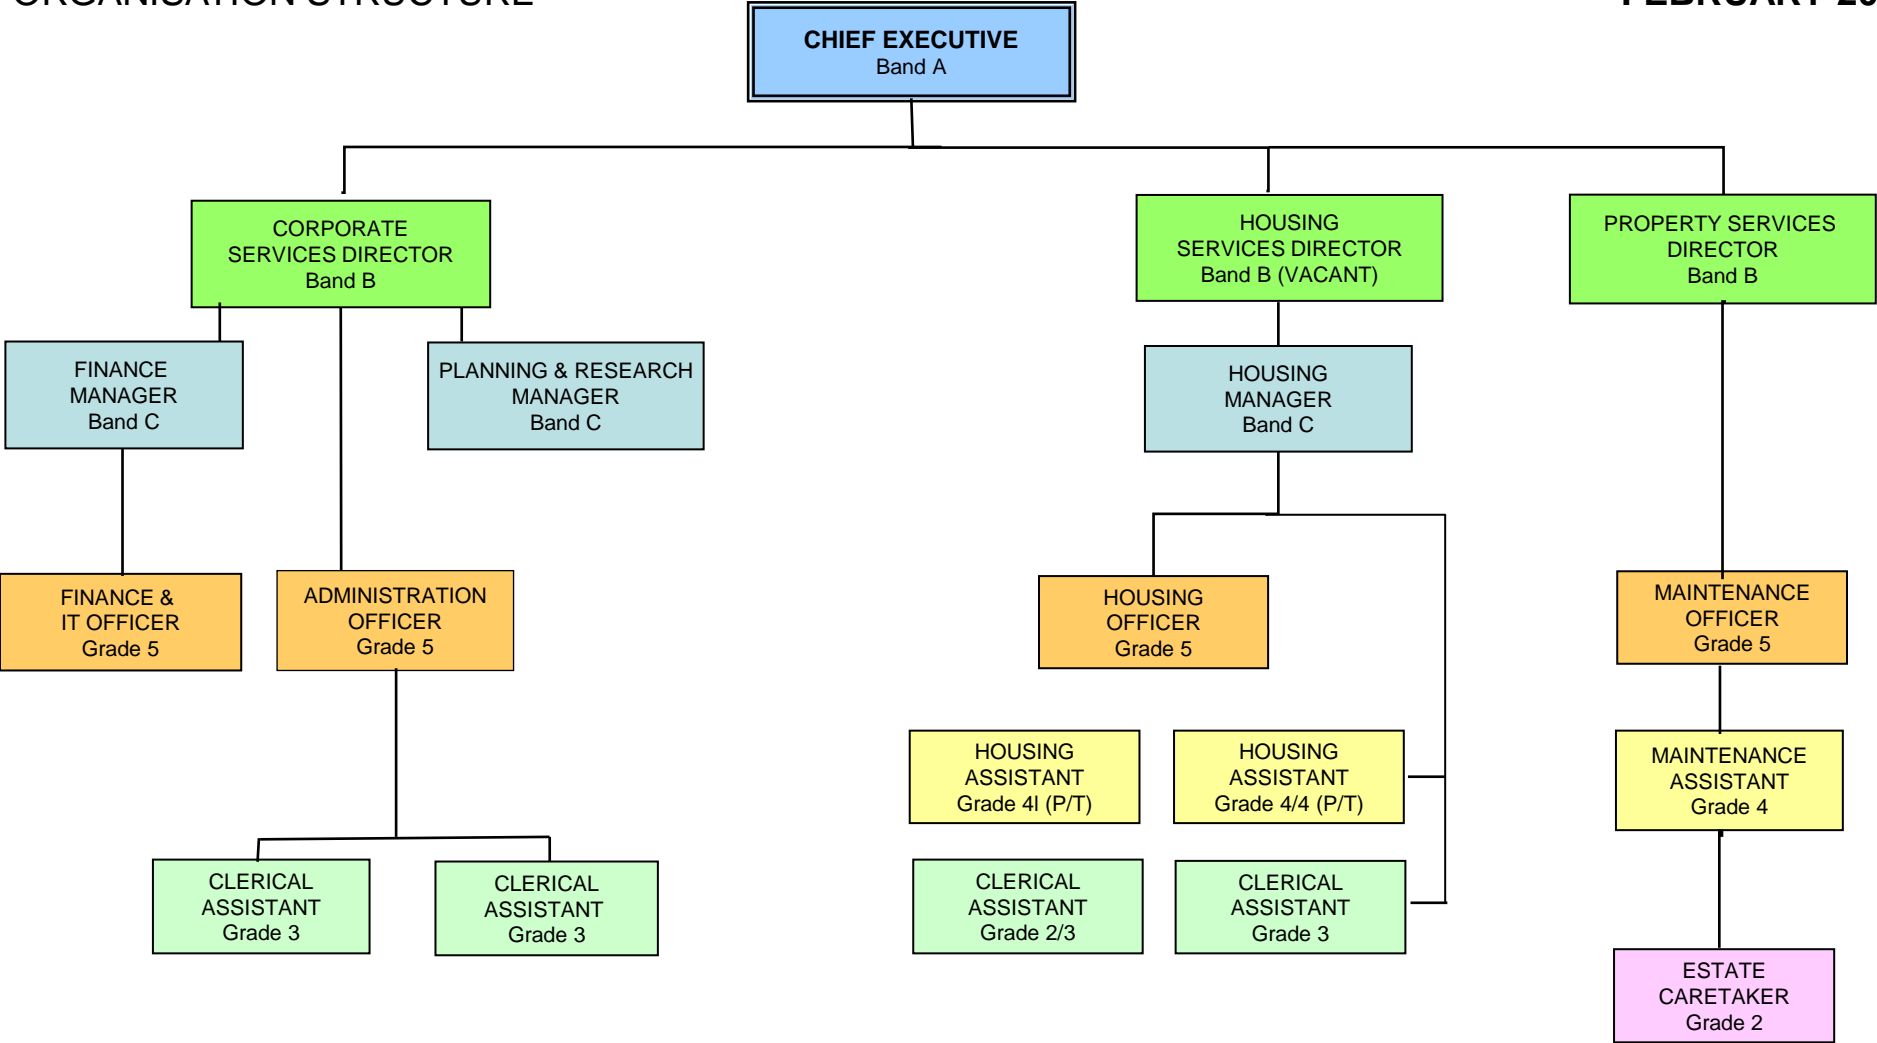 ORGANISATION STRUCTURE
FEBRUARY
CHIEF EXECUTIVE
Band A
CORPORATE
SERVICES DIRECTOR
Band B
HOUSING
SERVICES DIRECTOR
Band B (VACANT)
PROPERTY SERVICES
DIRECTOR
Band B
FINANCE
MANAGER
Band C
PLANNING & RESEARCH
MANAGER
Band C
HOUSING
MANAGER
Band C
FINANCE &
IT OFFICER
Grade 5
ADMINISTRATION
OFFICER
Grade 5
HOUSING
OFFICER
Grade 5
MAINTENANCE
OFFICER
Grade 5
HOUSING
ASSISTANT
Grade 4I (P/T)
HOUSING
ASSISTANT
Grade 4/4 (P/T)
MAINTENANCE
ASSISTANT
Grade 4
CLERICAL
ASSISTANT
Grade 3
CLERICAL
ASSISTANT
Grade 3
CLERICAL
ASSISTANT
Grade 2/3
CLERICAL
ASSISTANT
Grade 3
ESTATE
CARETAKER
Grade 2